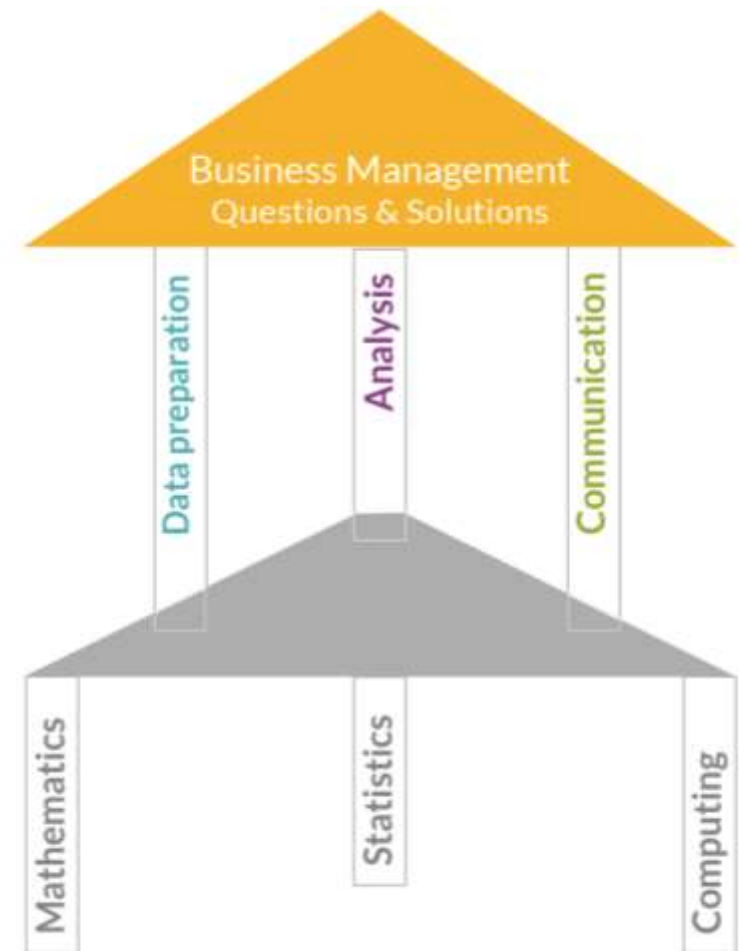 Business Management
Questions & Solutions
Data preparation
Analysis
Communication
Mathematics
Statistics
Computing